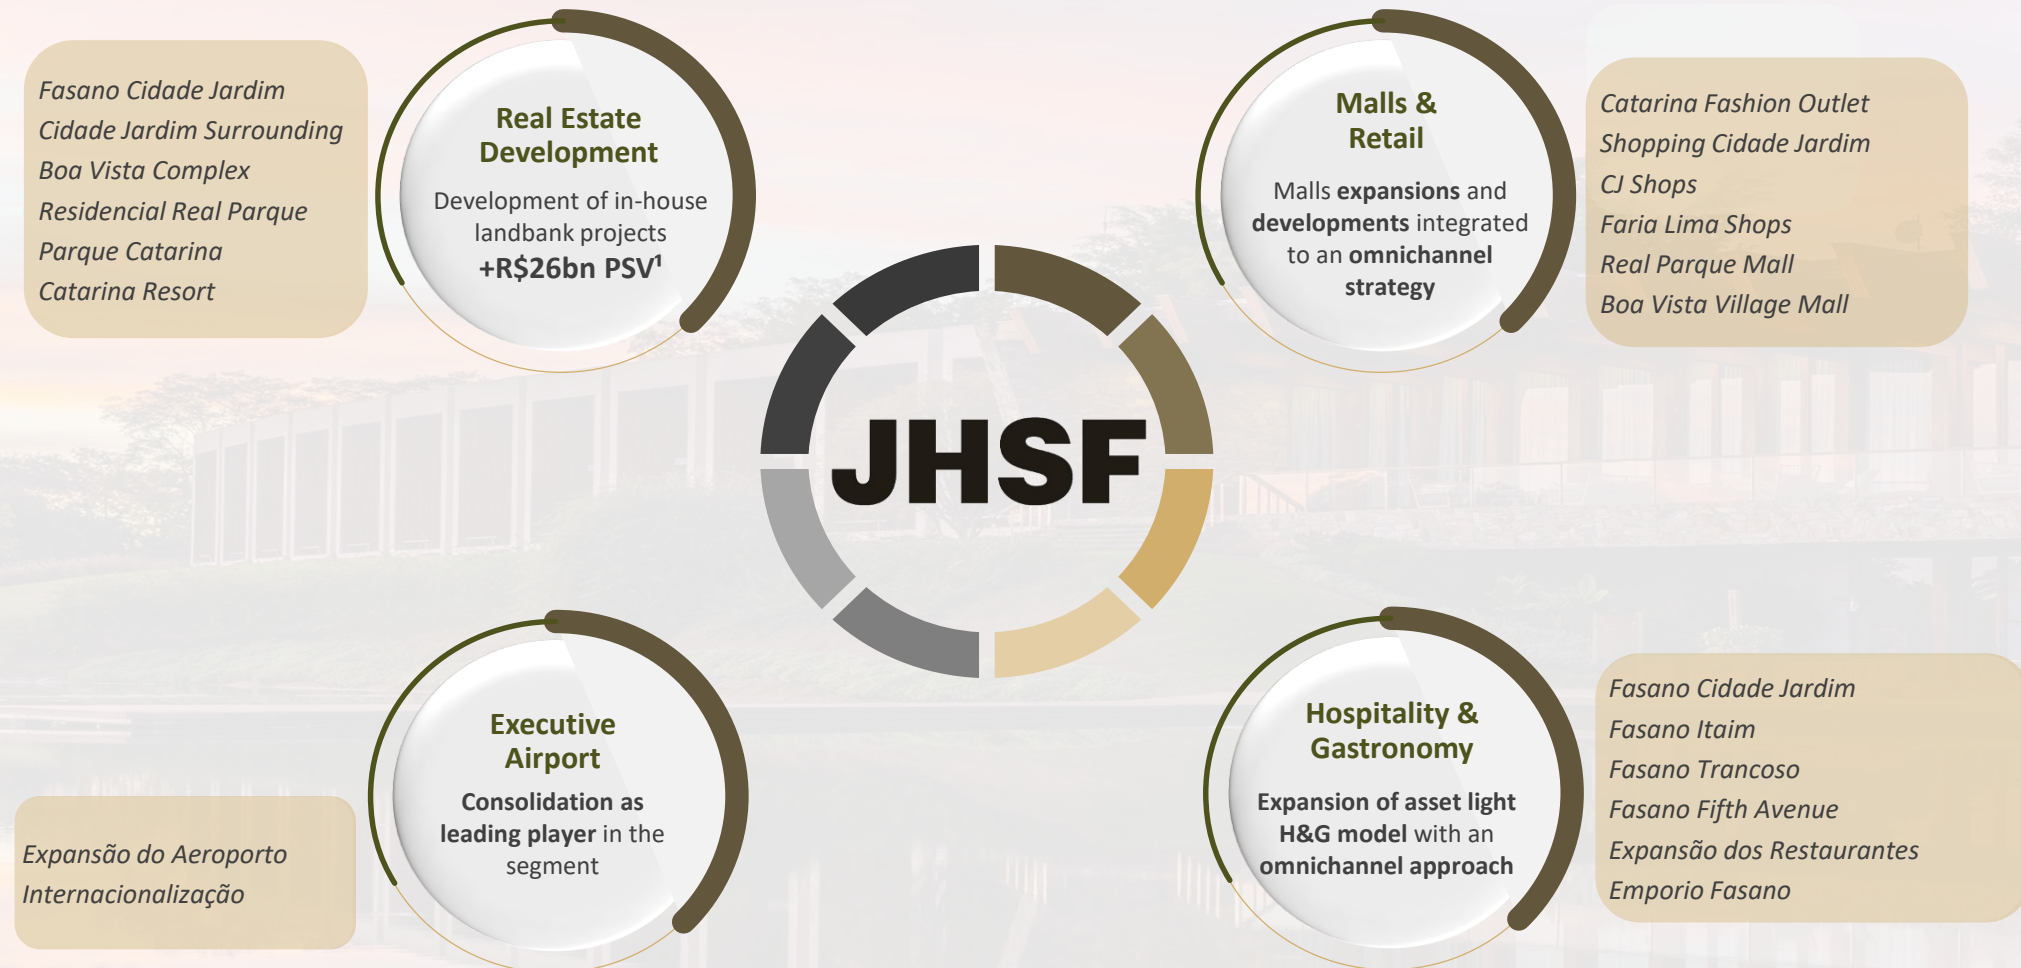 Fasano Cidade Jardim
Cidade Jardim Surrounding
Boa Vista Complex
Residencial Real Parque
Parque Catarina
Catarina Resort
Real Estate
Development
Development of in-house
landbank projects
+R$26bn PSV¹
Malls &
Retail
Malls expansions and
developments integrated
to an omnichannel
strategy
Catarina Fashion Outlet
Shopping Cidade Jardim
CJ Shops
Faria Lima Shops
Real Parque Mall
Boa Vista Village Mall
JHSF
Expansão do Aeroporto
Internacionalização
Executive
Airport
Consolidation as
leading player in the
segment
Hospitality &
Gastronomy
Expansion of asset light
H&G model with an
omnichannel approach
Fasano Cidade Jardim
Fasano Itaim
Fasano Trancoso
Fasano Fifth Avenue
Expansão dos Restaurantes
Emporio Fasano